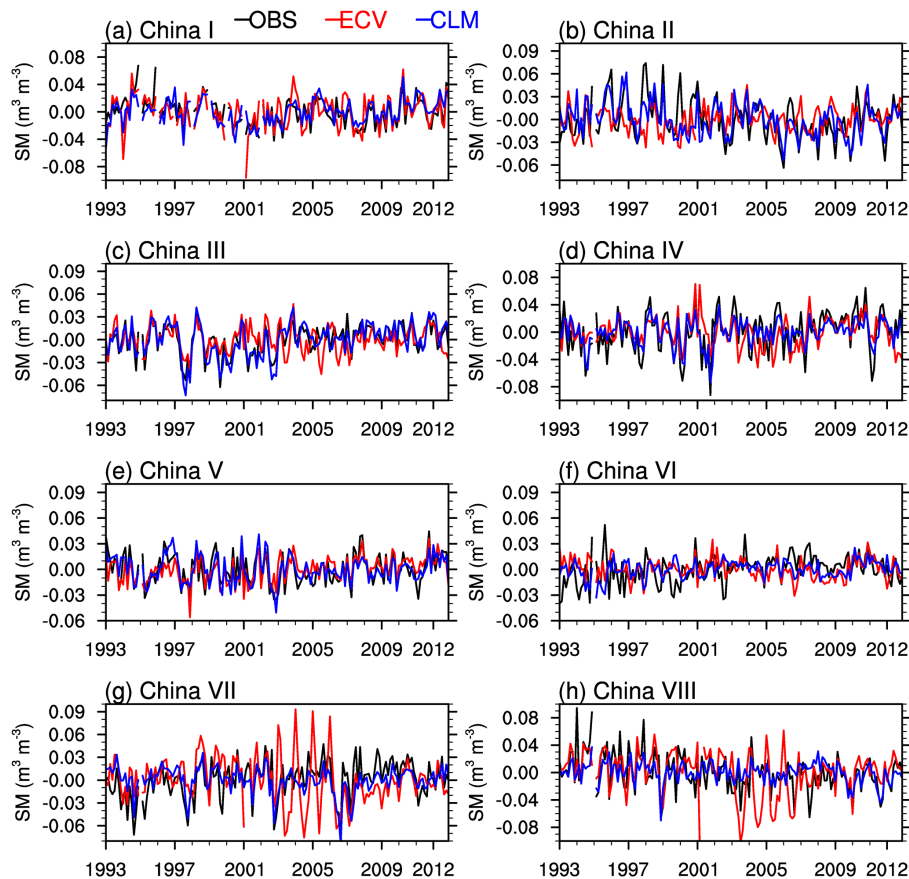 OBS ECV CLM
(a) China I
(b) China II
SM (m³ m⁻³)
0.08
0.04
0.00
-0.04
-0.08
1993 1997 2001 2005 2009 2012
SM (m³ m⁻³)
0.09
0.06
0.03
-0.00
-0.03
-0.06
1993 1997 2001 2005 2009 2012
(c) China III
(d) China IV
SM (m³ m⁻³)
0.09
0.06
0.03
0.00
-0.03
-0.06
1993 1997 2001 2005 2009 2012
SM (m³ m⁻³)
0.08
0.04
0.00
-0.04
-0.08
1993 1997 2001 2005 2009 2012
(e) China V
(f) China VI
SM (m³ m⁻³)
0.09
0.06
0.03
0.00
-0.03
-0.06
1993 1997 2001 2005 2009 2012
SM (m³ m⁻³)
0.09
0.06
0.03
0.00
-0.03
-0.06
1993 1997 2001 2005 2009 2012
(g) China VII
(h) China VIII
SM (m³ m⁻³)
0.09
0.06
0.03
-0.00
-0.03
-0.06
1993 1997 2001 2005 2009 2012
SM (m³ m⁻³)
0.08
0.04
0.00
-0.04
-0.08
1993 1997 2001 2005 2009 2012